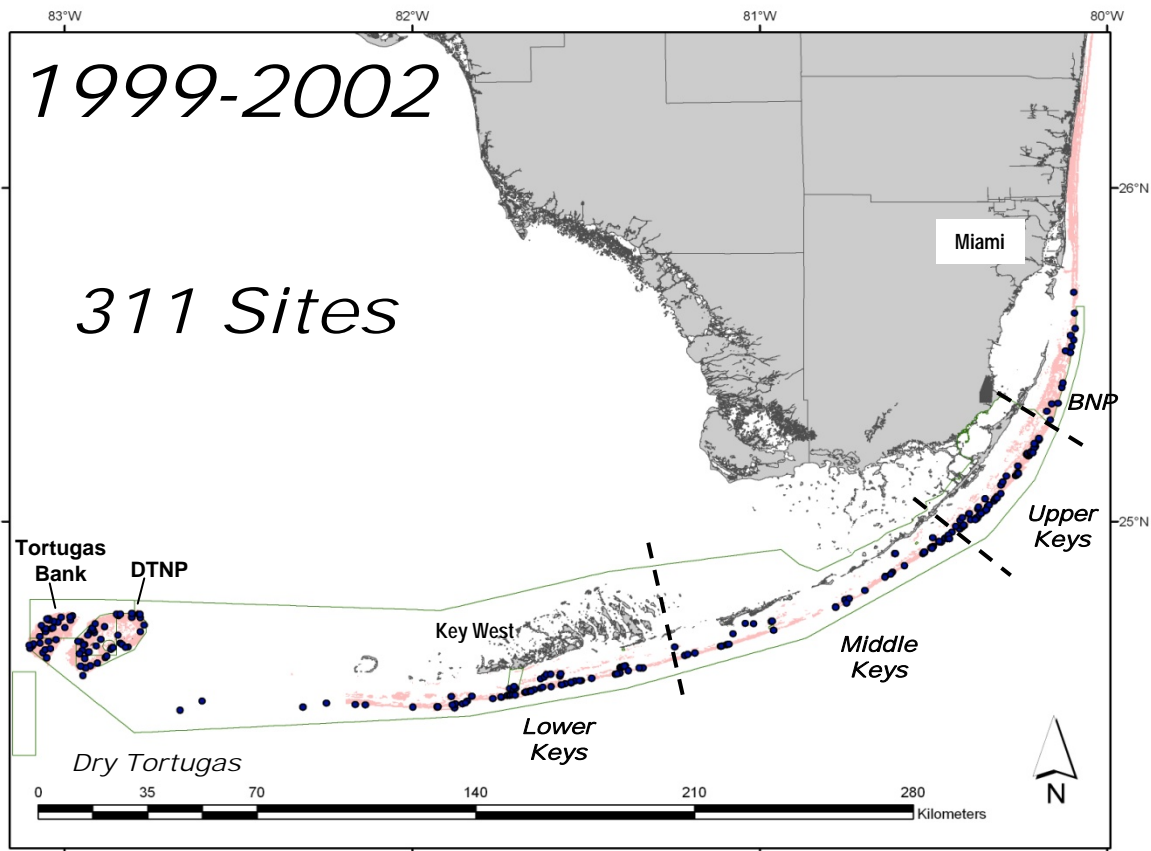 83°W
82°W
81°W
80°W
1999-2002
26°N
Miami
311 Sites
BNP
Upper
Keys
25°N
Tortugas
Bank
DTNP
Key West
Middle
Keys
Lower
Keys
Dry Tortugas
N
0 35 70 140 210 280
Kilometers